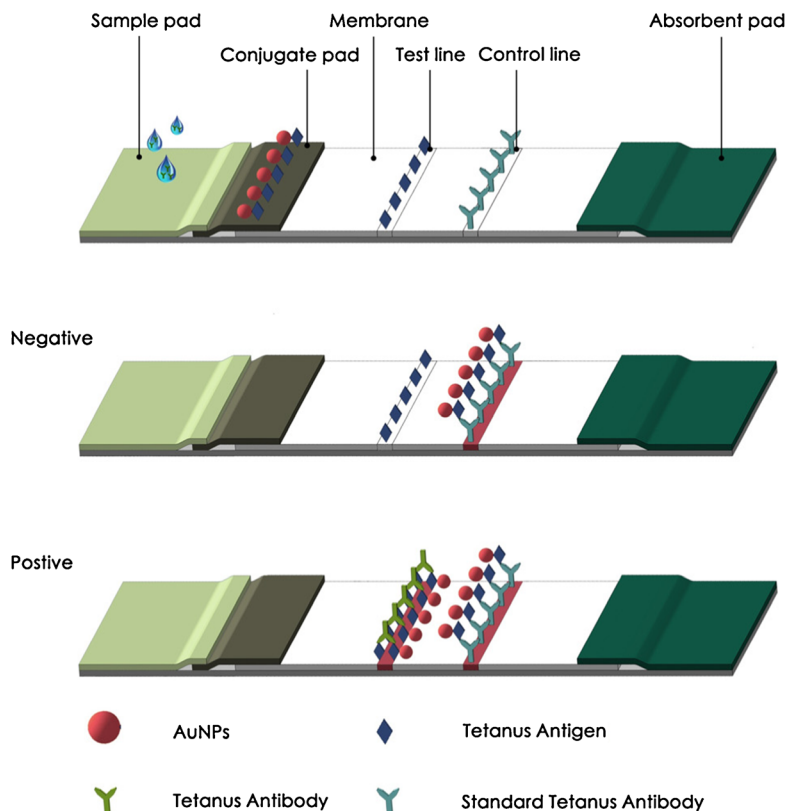 Sample pad
Membrane
Absorbent pad
Conjugate pad
Test line
Control line
Negative
Postive
AuNPs
Tetanus Antigen
Tetanus Antibody
Standard Tetanus Antibody